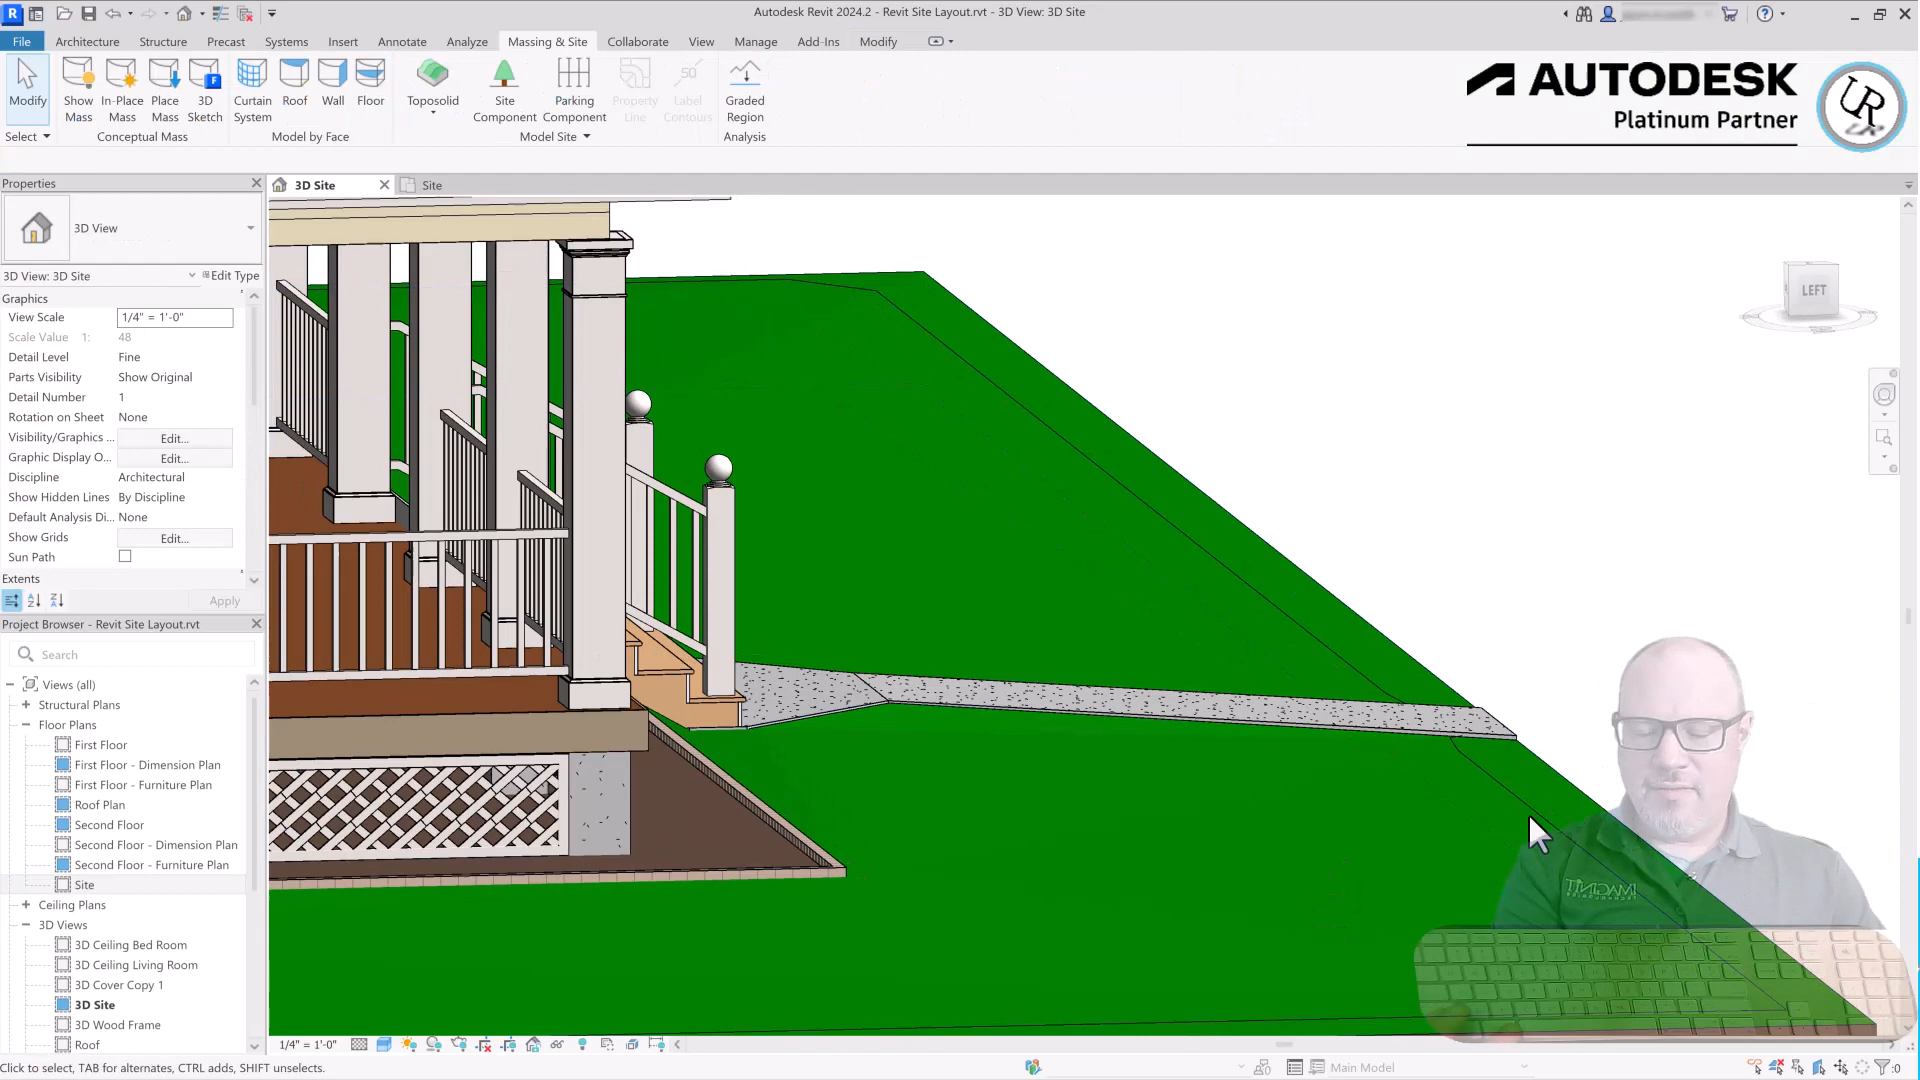 Autodesk Revit 2024.2 - Revit Site Layout.rvt - 3D View: 3D Site
File Architecture Structure Precast Systems Insert Annotate Analyze Massing & Site Collaborate View Manage Add-Ins Modify
Modify
Show Mass
In-Place Mass
Place Mass
3D Sketch
Curtain System
Roof
Wall
Floor
Toposolid
Site Component
Parking Component
Property Line
Label Contours
Graded Region
50
Select
Conceptual Mass
Model by Face
Model Site
Analysis
AUTODESK
Platinum Partner
UR
Properties
3D Site
Site
3D View
3D View: 3D Site
Edit Type
Graphics
View Scale 1/4" = 1'-0"
Scale Value 1: 48
Detail Level Fine
Parts Visibility Show Original
Detail Number 1
Rotation on Sheet None
Visibility/Graphics ... Edit...
Graphic Display O... Edit...
Discipline Architectural
Show Hidden Lines By Discipline
Default Analysis Di... None
Show Grids Edit...
Sun Path
Extents
Apply
Project Browser - Revit Site Layout.rvt
Search
Views (all)
Structural Plans
Floor Plans
First Floor
First Floor - Dimension Plan
First Floor - Furniture Plan
Roof Plan
Second Floor
Second Floor - Dimension Plan
Second Floor - Furniture Plan
Site
Ceiling Plans
3D Views
3D Ceiling Bed Room
3D Ceiling Living Room
3D Cover Copy 1
3D Site
3D Wood Frame
Roof
LEFT
IMAGINiT
1/4" = 1'-0"
Click to select, TAB for alternates, CTRL adds, SHIFT unselects.
Main Model
:0